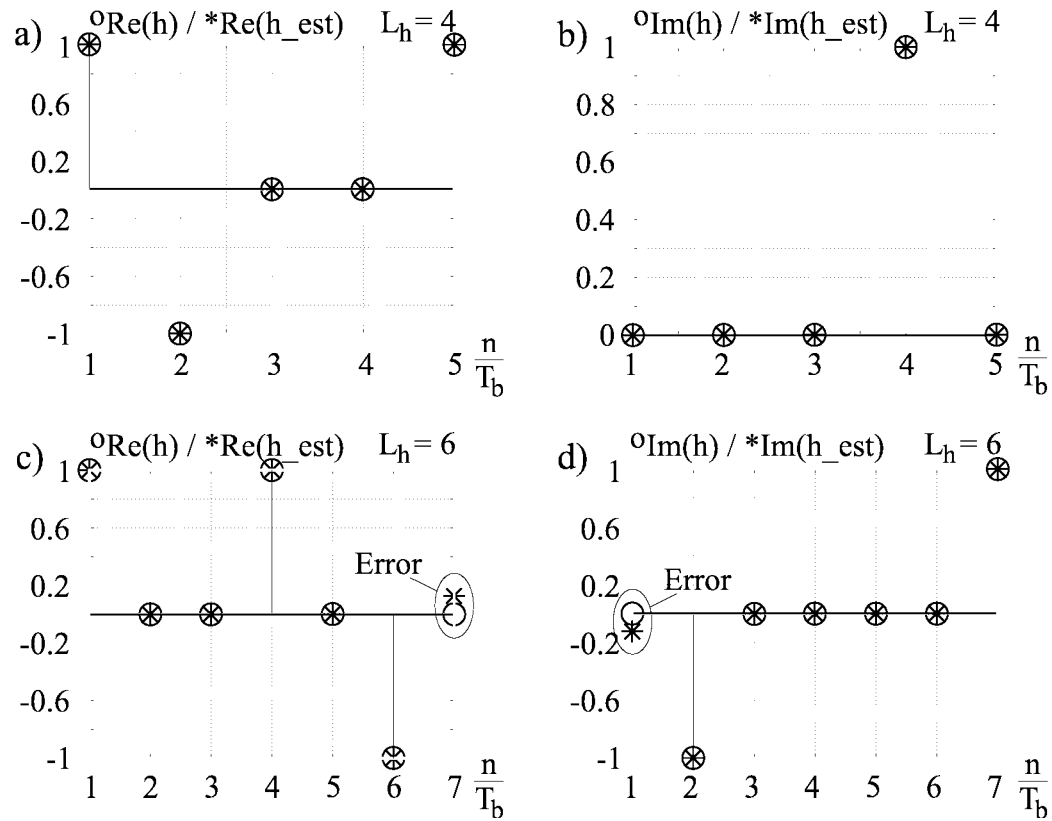 a) oRe(h) / *Re(h_est) L_h = 4
1
0.6
0.2
-0.2
-0.6
-1
1 2 3 4 5 n/T_b
b) oIm(h) / *Im(h_est) L_h = 4
1
0.8
0.6
0.4
0.2
0
1 2 3 4 5 n/T_b
c) oRe(h) / *Re(h_est) L_h = 6
1
0.6
Error
0.2
-0.2
-0.6
-1
1 2 3 4 5 6 7 n/T_b
d) oIm(h) / *Im(h_est) L_h = 6
1
0.6
Error
0.2
-0.2
-0.6
-1
1 2 3 4 5 6 7 n/T_b